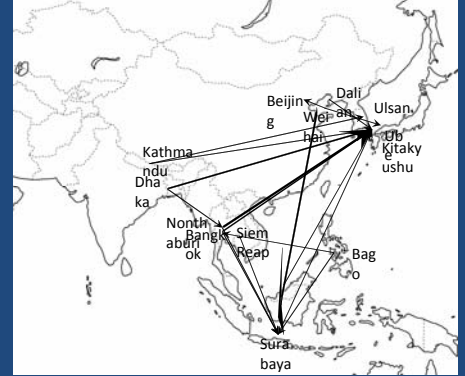 Beijin
g
Dali
an
Wei
hai
Ulsan
Ub
e
Kitaky
ushu
Kathma
ndu
Dha
ka
Nonth
aburi
Bangk
ok
Siem
Reap
Bag
o
Sura
baya